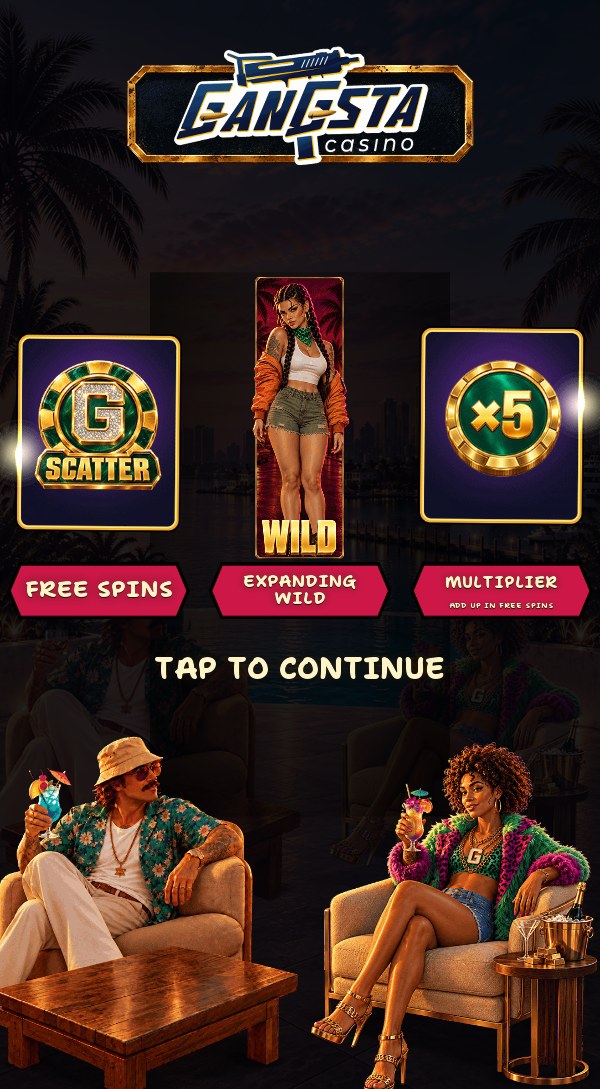 GANGSTA
casino
G
SCATTER
WILD
×5
FREE SPINS
EXPANDING
WILD
MULTIPLIER
ADD UP IN FREE SPINS
TAP TO CONTINUE
G